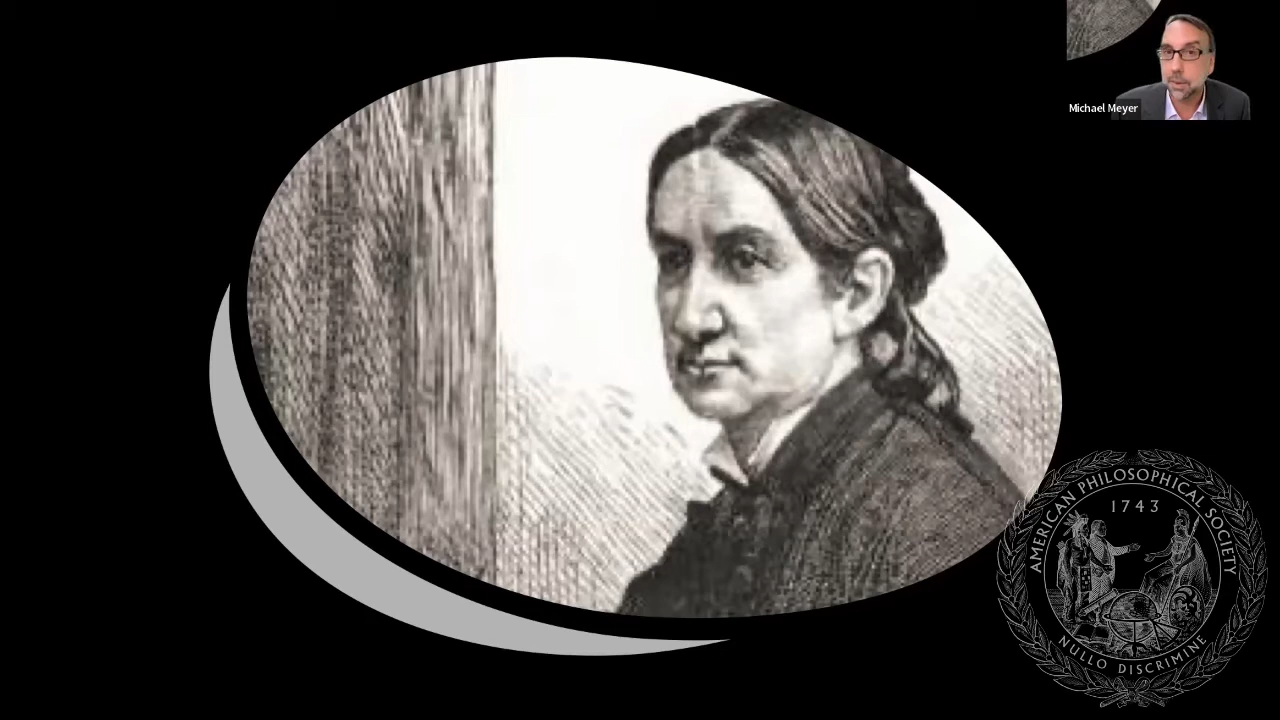 Michael Meyer
AMERICAN PHILOSOPHICAL SOCIETY
1743
NULLO DISCRIMINE